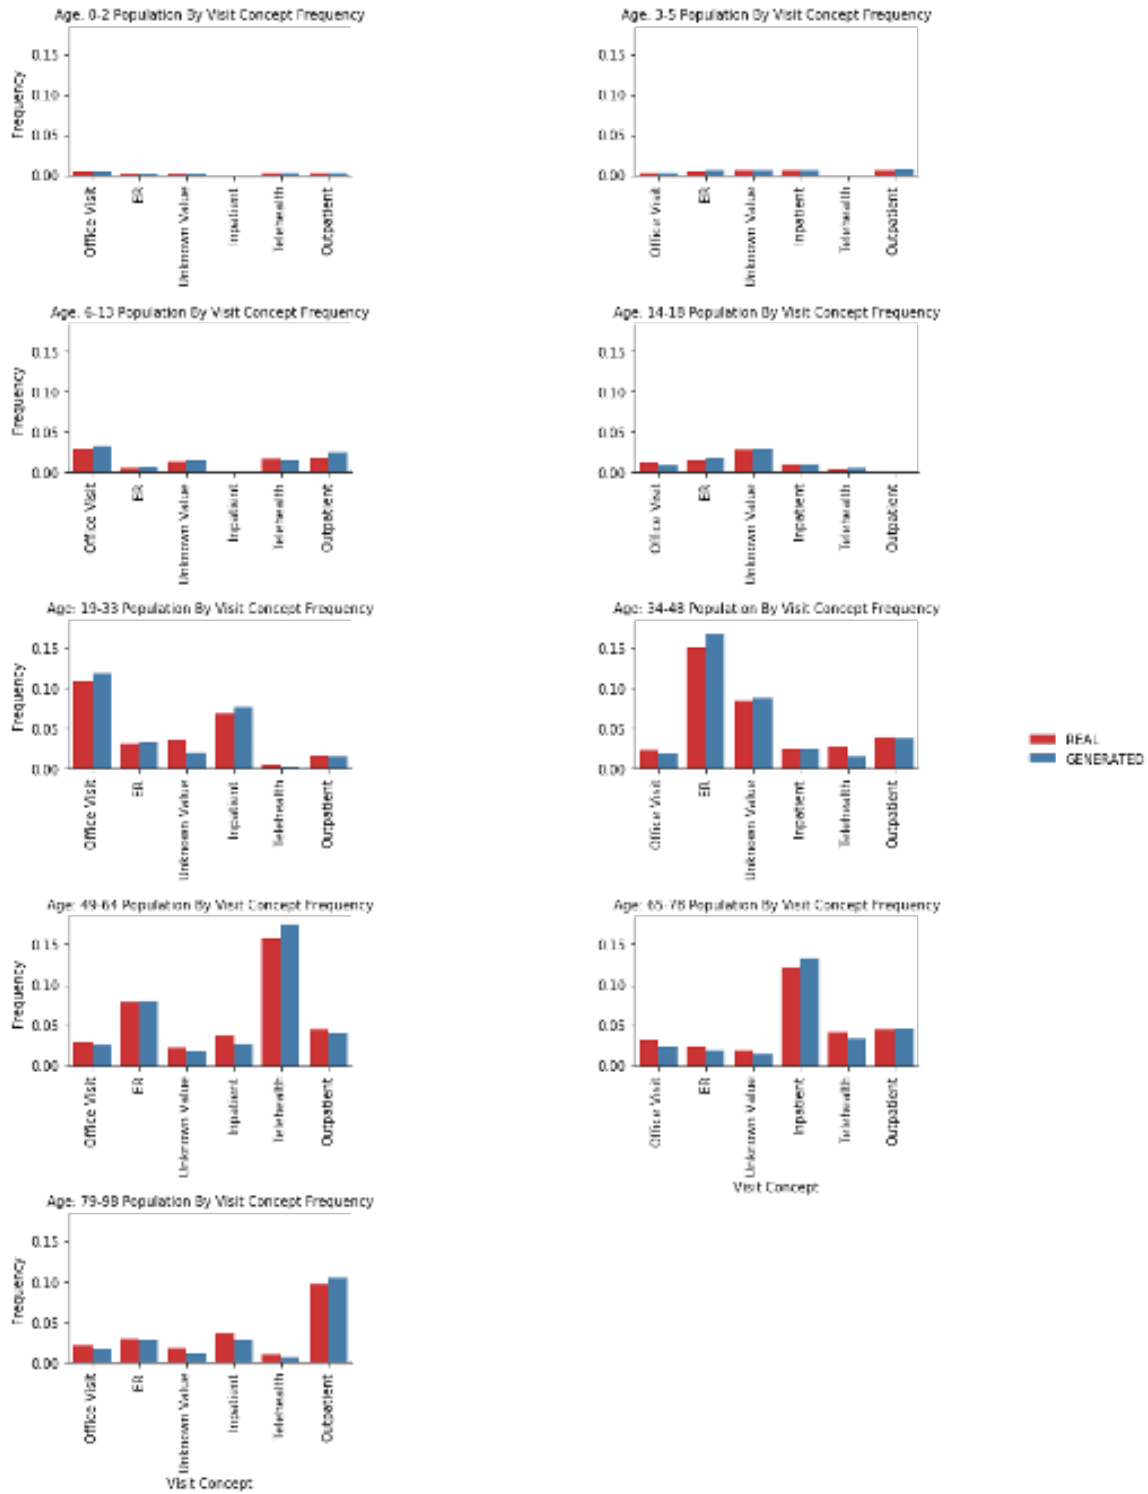 Age: 0-2 Population By Visit Concept Frequency
Frequency
0.15
0.10
0.05
0.00
Office Visit
ER
Unknown Value
Inpatient
Telehealth
Outpatient
Age: 3-5 Population By Visit Concept Frequency
0.15
0.10
0.05
0.00
Office Visit
ER
Unknown Value
Inpatient
Telehealth
Outpatient
Age: 6-13 Population By Visit Concept Frequency
Frequency
0.15
0.10
0.05
0.00
Office Visit
ER
Unknown Value
Inpatient
Telehealth
Outpatient
Age: 14-18 Population By Visit Concept Frequency
0.15
0.10
0.05
0.00
Office Visit
ER
Unknown Value
Inpatient
Telehealth
Outpatient
Age: 19-33 Population By Visit Concept Frequency
Frequency
0.15
0.10
0.05
0.00
Office Visit
ER
Unknown Value
Inpatient
Telehealth
Outpatient
Age: 34-48 Population By Visit Concept Frequency
0.15
0.10
0.05
0.00
Office Visit
ER
Unknown Value
Inpatient
Telehealth
Outpatient
REAL
GENERATED
Age: 49-64 Population By Visit Concept Frequency
Frequency
0.15
0.10
0.05
0.00
Office Visit
ER
Unknown Value
Inpatient
Telehealth
Outpatient
Age: 65-78 Population By Visit Concept Frequency
0.15
0.10
0.05
0.00
Office Visit
ER
Unknown Value
Inpatient
Telehealth
Outpatient
Visit Concept
Age: 79-98 Population By Visit Concept Frequency
Frequency
0.15
0.10
0.05
0.00
Office Visit
ER
Unknown Value
Inpatient
Telehealth
Outpatient
Visit Concept